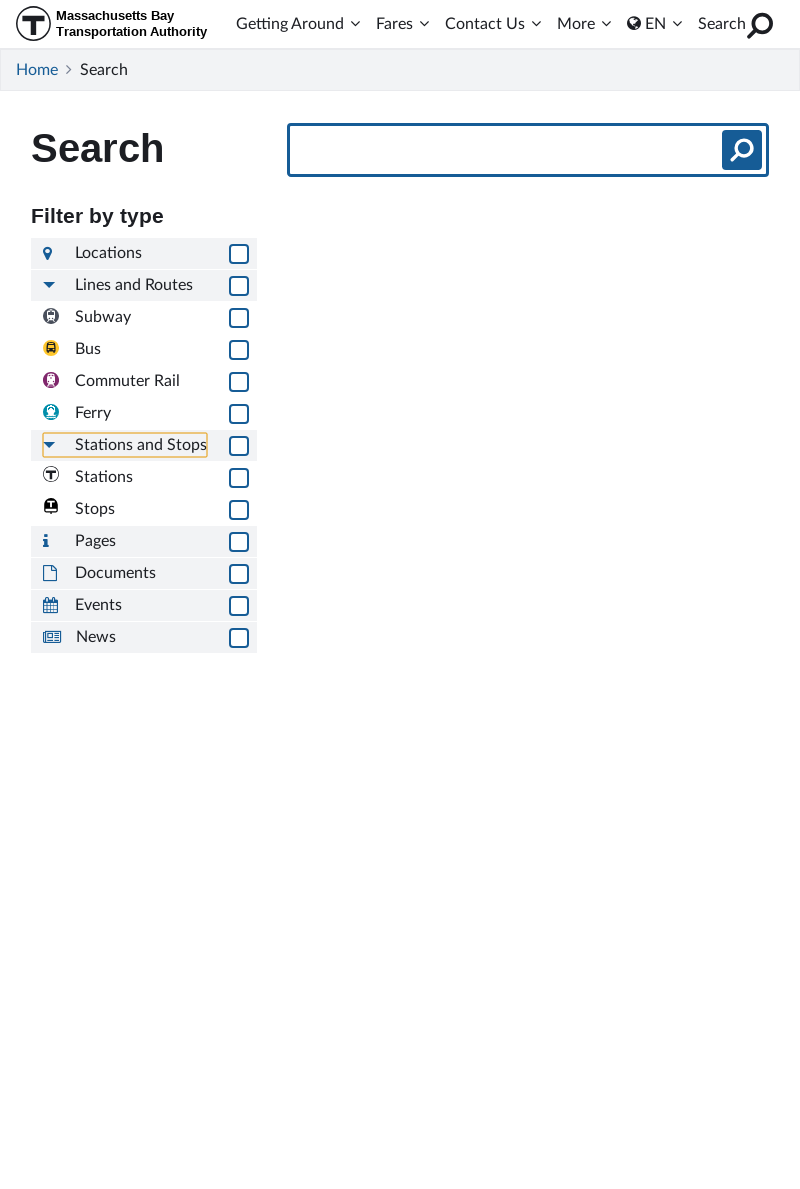 Massachusetts Bay
Transportation Authority
Getting Around
Fares
Contact Us
More
EN
Search
Home
Search
Search
Filter by type
Locations
Lines and Routes
Subway
Bus
Commuter Rail
Ferry
Stations and Stops
Stations
Stops
Pages
Documents
Events
News